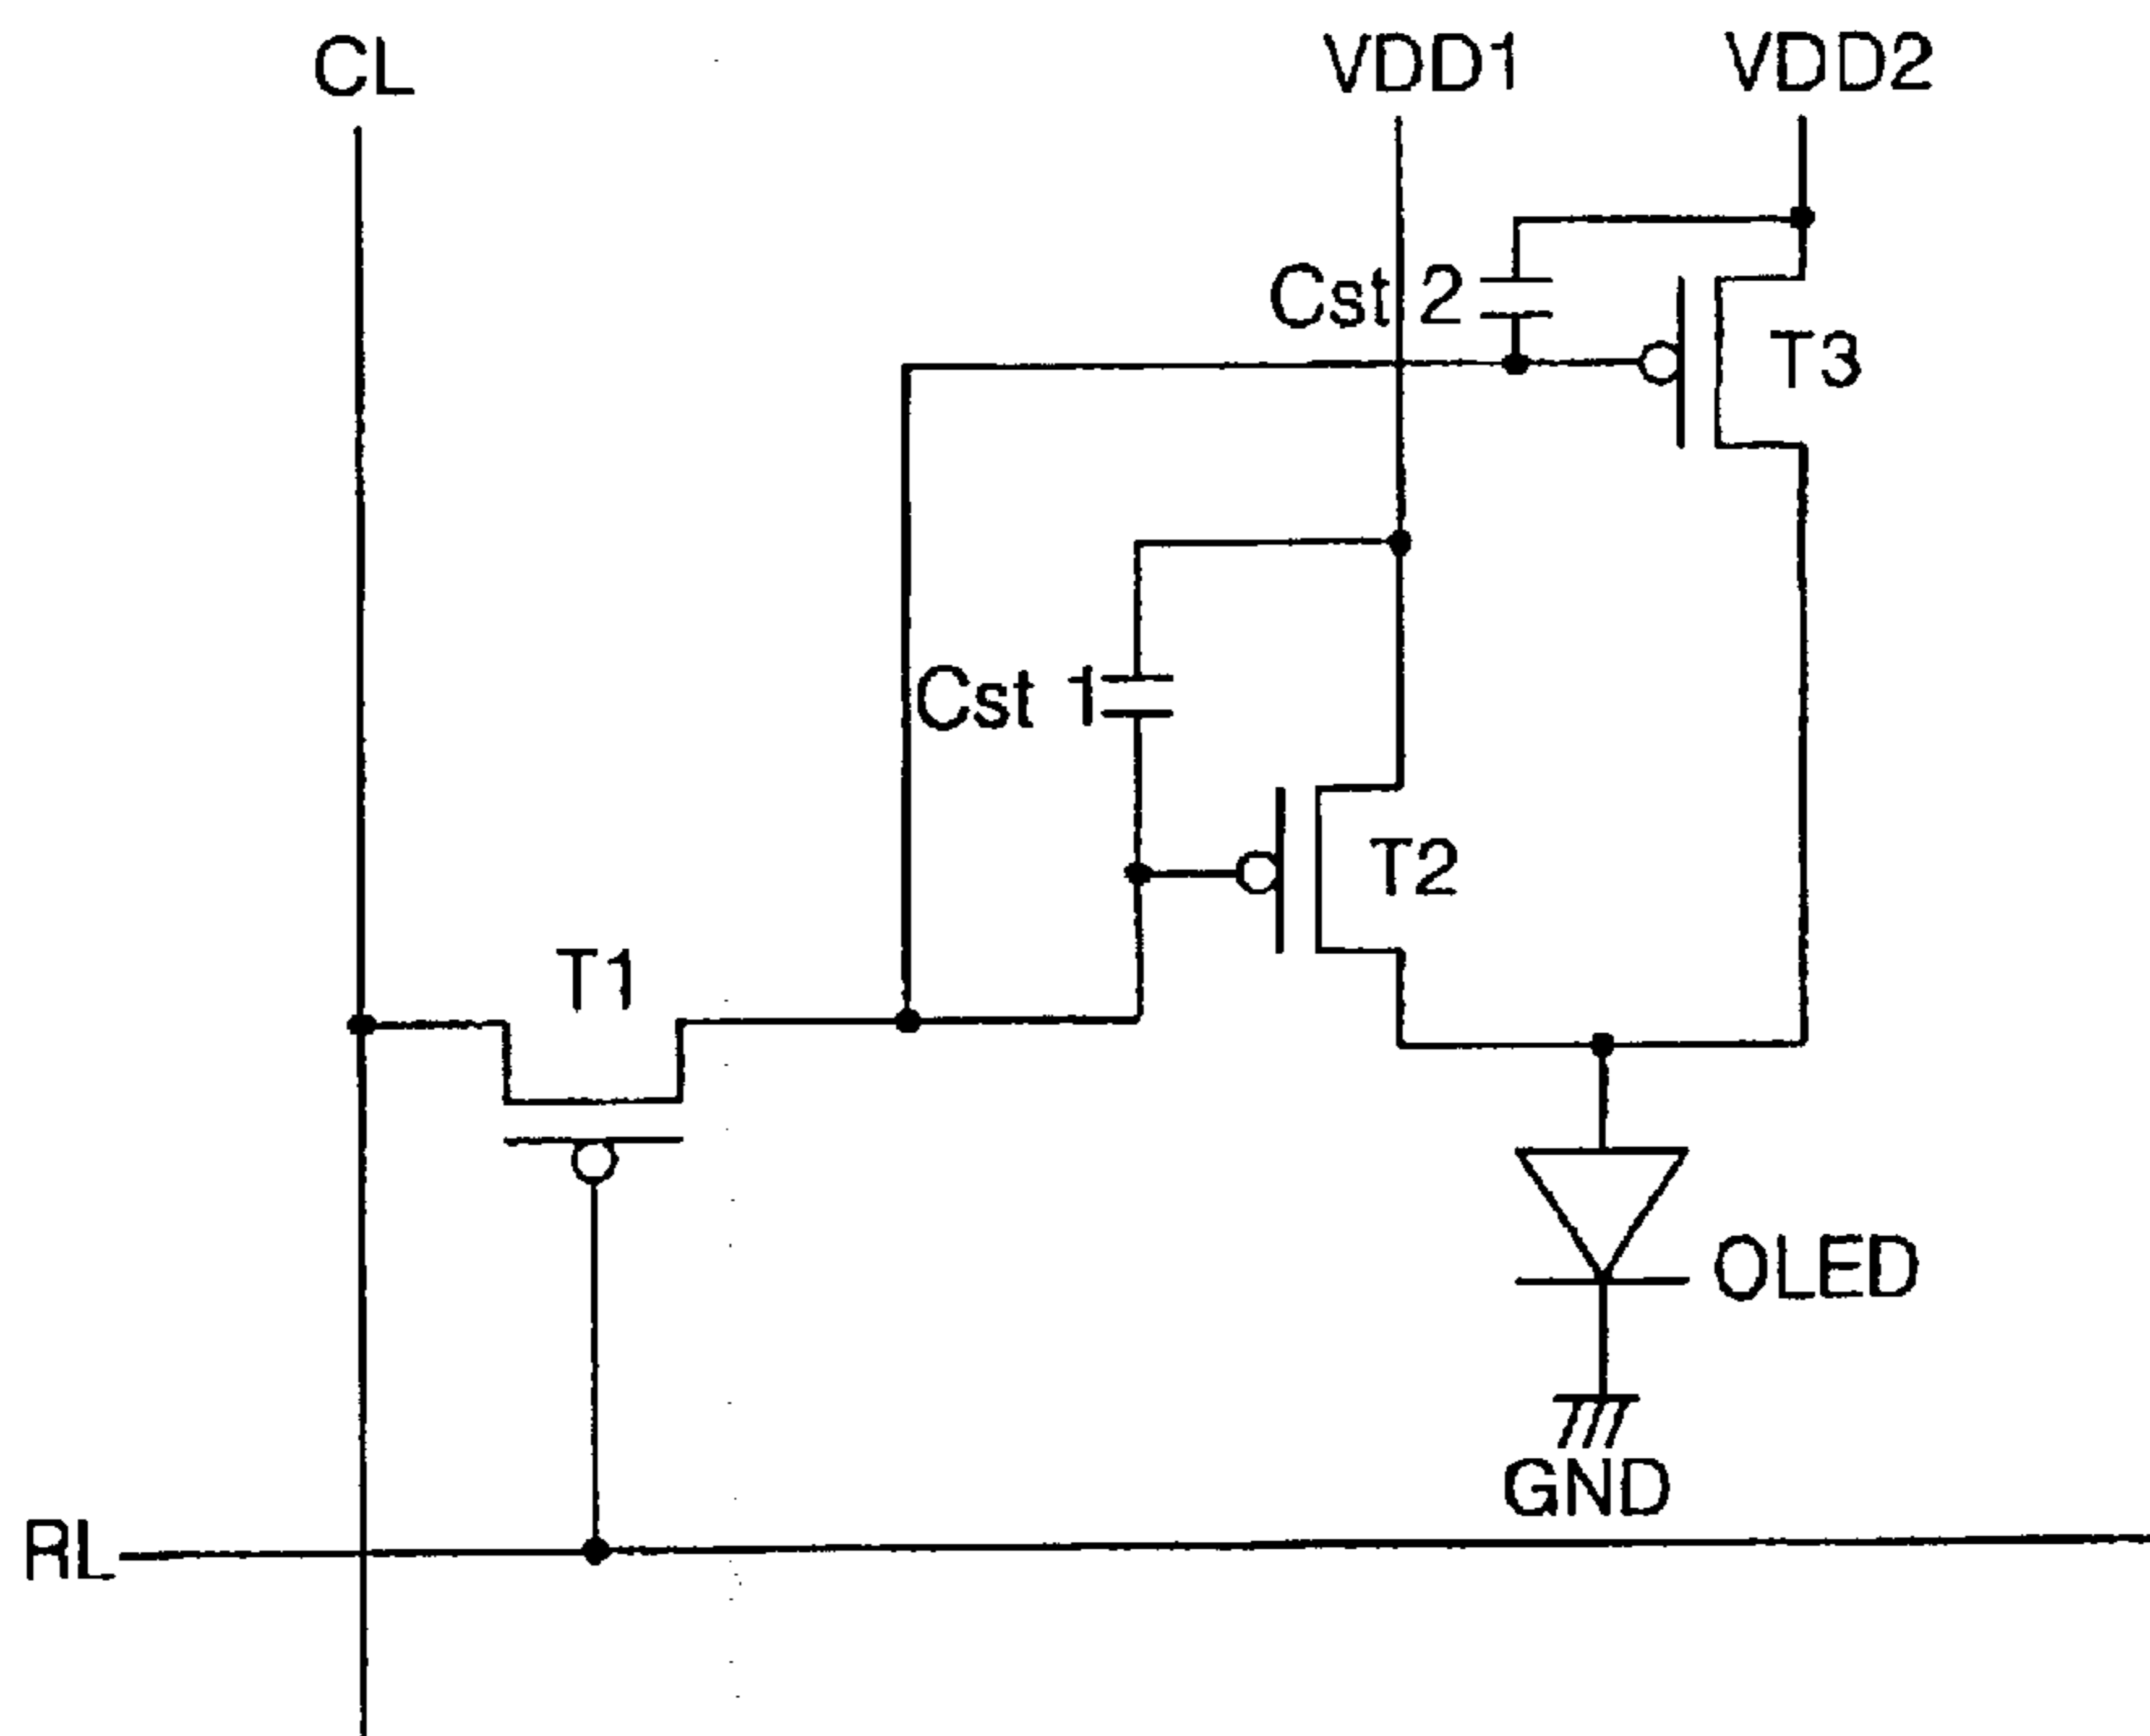 CL
VDD1
VDD2
Cst 2
T3
Cst 1
T2
T1
OLED
GND
RL